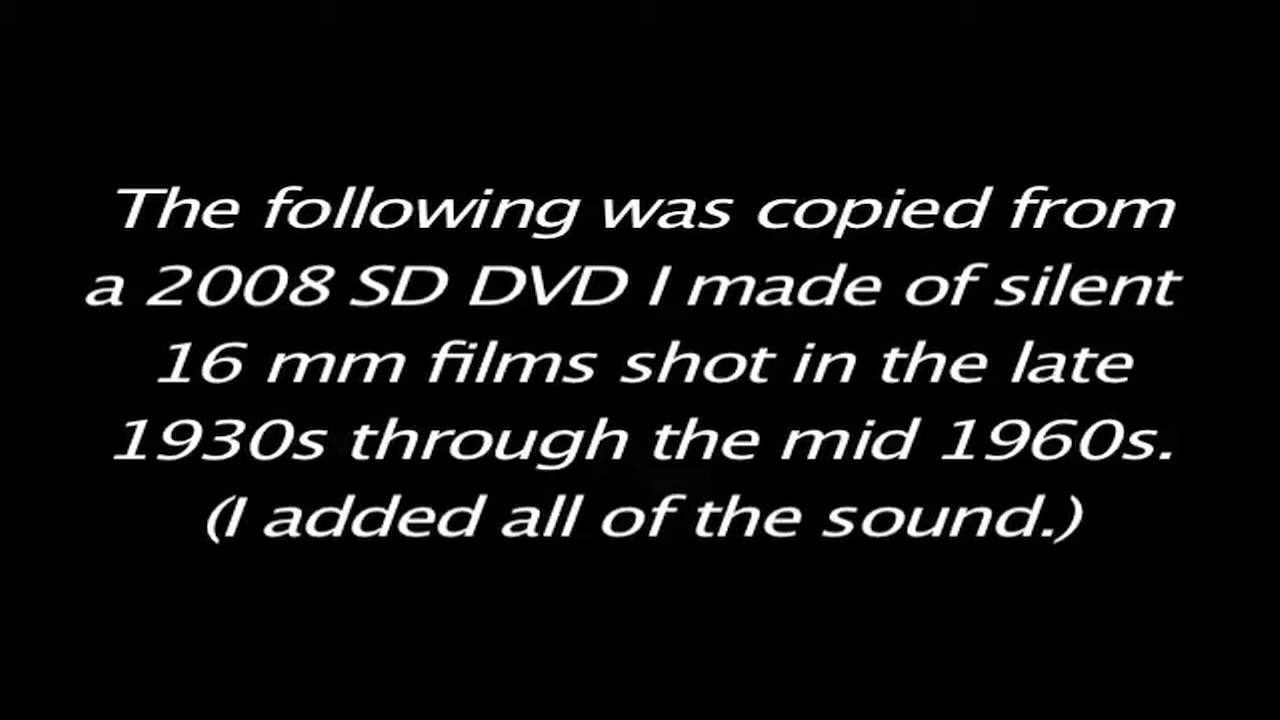 The following was copied from
a 2008 SD DVD I made of silent
16 mm films shot in the late
1930s through the mid 1960s.
(I added all of the sound.)